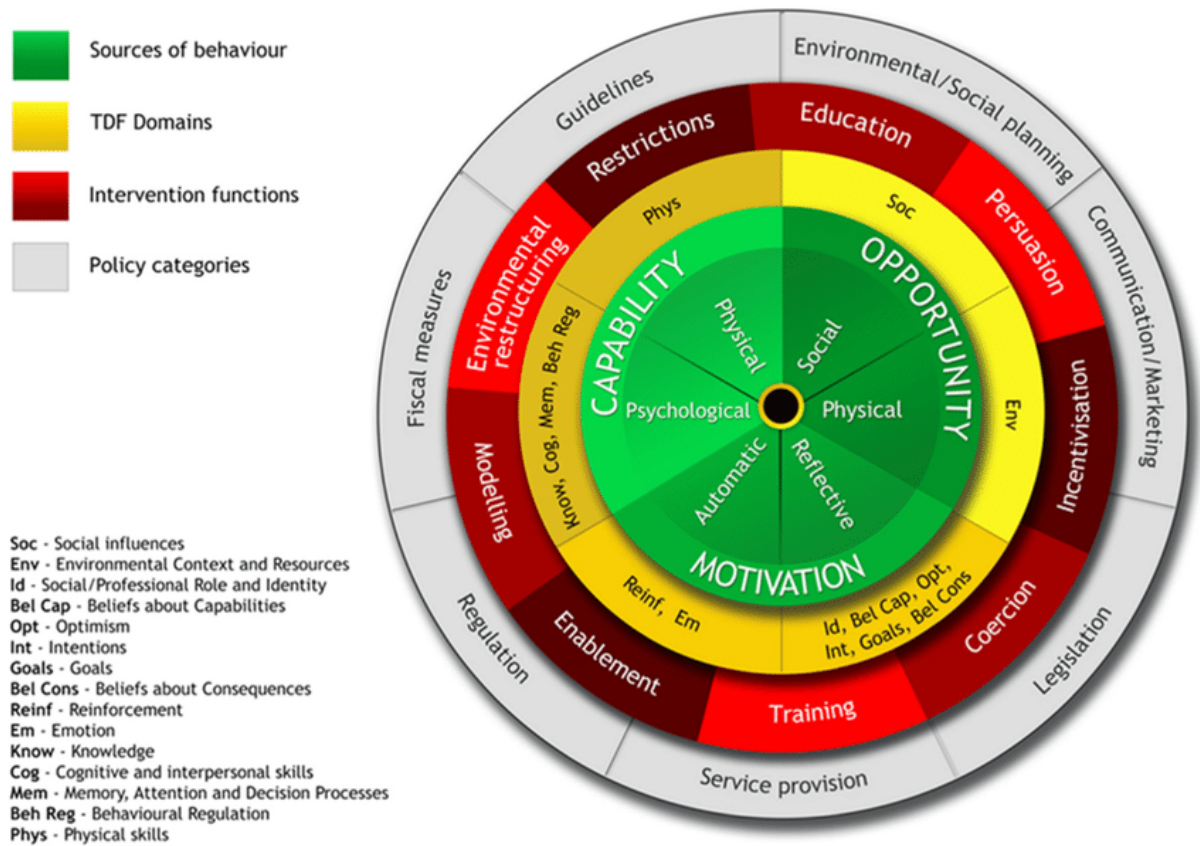 Sources of behaviour
TDF Domains
Intervention functions
Policy categories
Soc - Social influences
Env - Environmental Context and Resources
Id - Social/Professional Role and Identity
Bel Cap - Beliefs about Capabilities
Opt - Optimism
Int - Intentions
Goals - Goals
Bel Cons - Beliefs about Consequences
Reinf - Reinforcement
Em - Emotion
Know - Knowledge
Cog - Cognitive and interpersonal skills
Mem - Memory, Attention and Decision Processes
Beh Reg - Behavioural Regulation
Phys - Physical skills
Guidelines
Environmental/Social planning
Communication/Marketing
Legislation
Service provision
Regulation
Fiscal measures
Restrictions
Education
Persuasion
Incentivisation
Coercion
Training
Enablement
Modelling
Environmental
restructuring
Phys
Soc
Env
Id, Bel Cap, Opt,
Int, Goals, Bel Cons
Reinf, Em
Know, Cog, Mem, Beh Reg
CAPABILITY
OPPORTUNITY
MOTIVATION
Physical
Social
Physical
Reflective
Automatic
Psychological